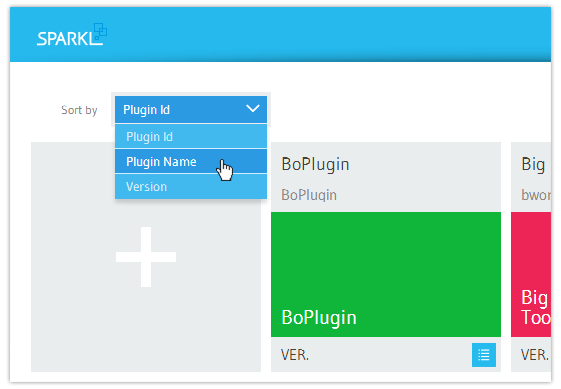 SPARKL
Sort by
Plugin Id
Plugin Id
Plugin Name
Version
BoPlugin
BoPlugin
BoPlugin
VER.
Big
bwor
Big
Too
VER.